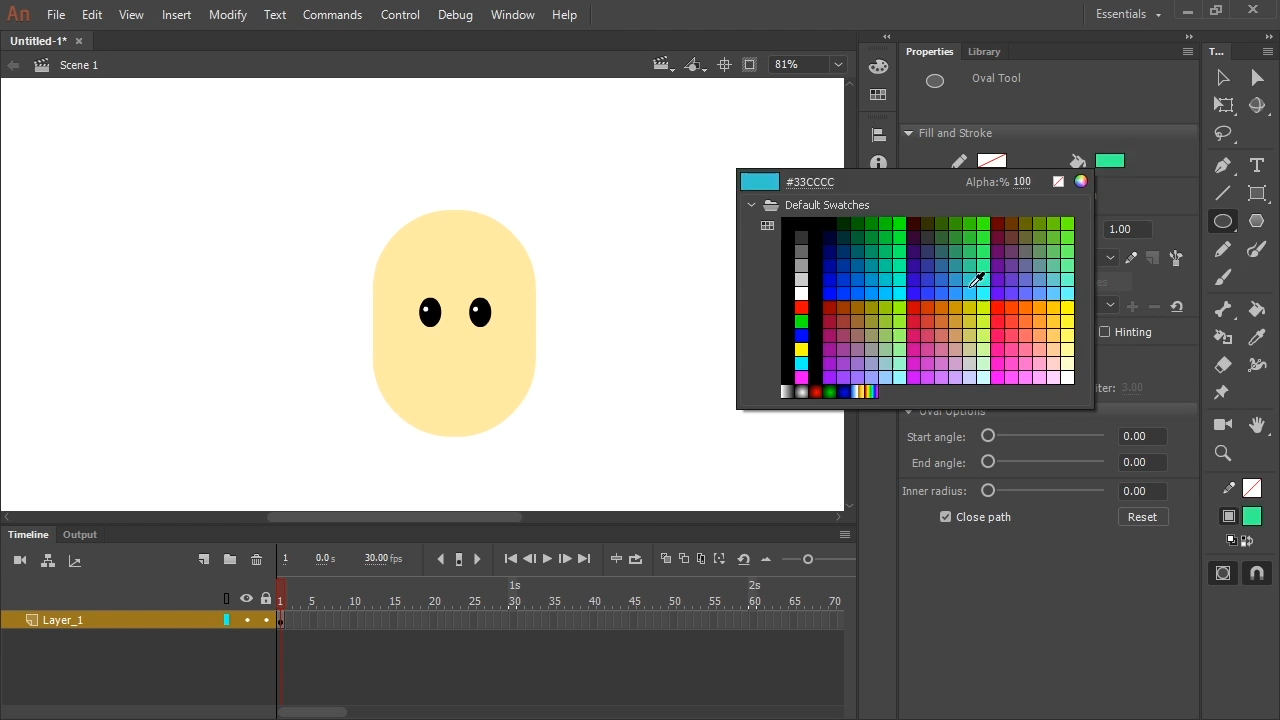 An File Edit View Insert Modify Text Commands Control Debug Window Help Essentials
Untitled-1*
Properties Library T...
Scene 1 81%
Oval Tool
Fill and Stroke
#33CCCC Alpha:% 100
Default Swatches
1.00
Hinting
3.00
Oval Options
Start angle: 0.00
End angle: 0.00
Inner radius: 0.00
Close path Reset
Timeline Output
1 0.0 s 30.00 fps
1s 2s
1 5 10 15 20 25 30 35 40 45 50 55 60 65 70
Layer_1